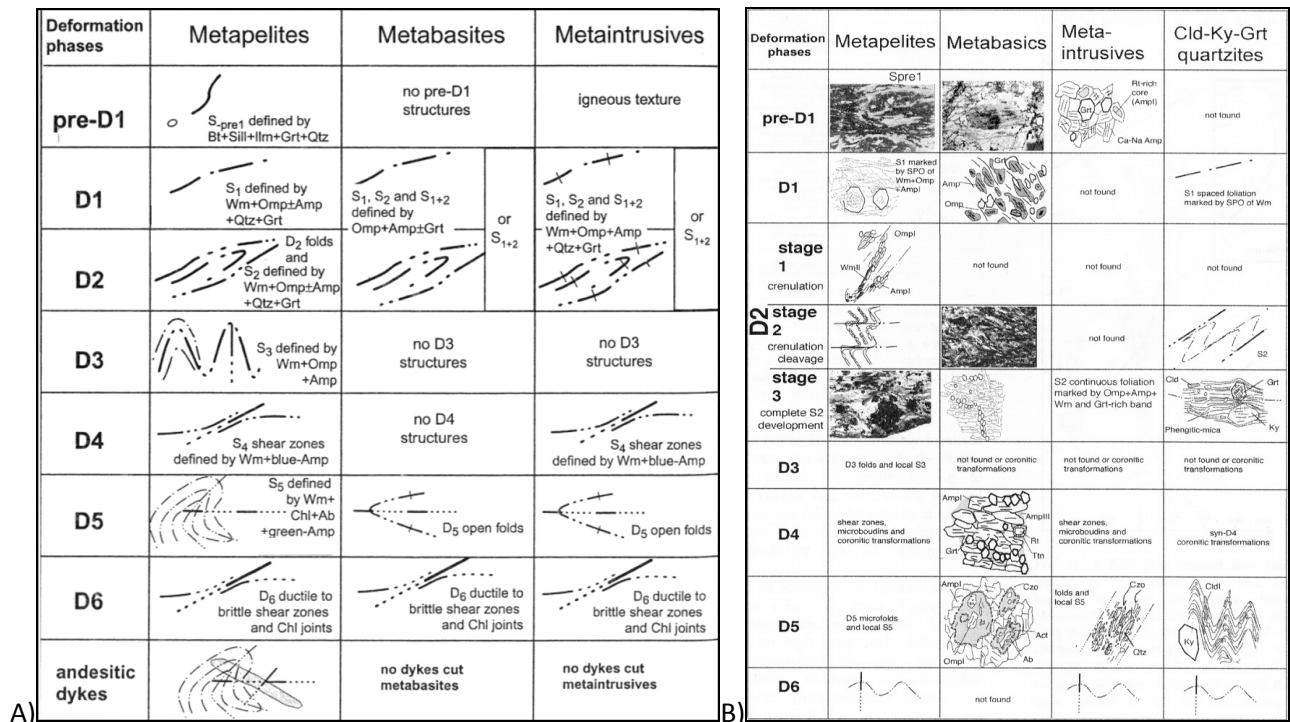 Deformation
phases
Metapelites
Metabasites
Metaintrusives
pre-D1
S-pre1 defined by
Bt+Sill+Ilm+Grt+Qtz
no pre-D1
structures
igneous texture
D1
S1 defined by
Wm+Omp±Amp
+Qtz+Grt
S1, S2 and S1+2
defined by
Omp+Amp±Grt
or
S1+2
S1, S2 and S1+2
defined by
Wm+Omp+Amp
+Qtz+Grt
or
S1+2
D2
D2 folds
and
S2 defined by
Wm+Omp±Amp
+Qtz+Grt
D3
S3 defined by
Wm+Omp
+Amp
no D3
structures
no D3
structures
D4
S4 shear zones
defined by Wm+blue-Amp
no D4
structures
S4 shear zones
defined by Wm+blue-Amp
D5
S5 defined
by Wm+
Chl+Ab
+green-Amp
D5 open folds
D5 open folds
D6
D6 ductile to
brittle shear zones
and Chl joints
D6 ductile to
brittle shear zones
and Chl joints
D6 ductile to
brittle shear zones
and Chl joints
andesitic
dykes
no dykes cut
metabasites
no dykes cut
metaintrusives
A)
Deformation
phases
Metapelites
Metabasics
Meta-
intrusives
Cld-Ky-Grt
quartzites
pre-D1
Spre1
Grt
Rt-rich
core
(AmpI)
Ca-Na Amp
not found
D1
S1 marked
by SPO of
Wm+Omp
+AmpI
Grt
Amp
Omp
not found
S1 spaced foliation
marked by SPO of Wm
D2
stage
1
crenulation
OmpI
WmII
AmpI
not found
not found
not found
stage
2
crenulation
cleavage
not found
S2
stage
3
complete S2
development
S2 continuous foliation
marked by Omp+Amp+
Wm and Grt-rich band
Cld
Grt
Phengitic-mica
Ky
D3
D3 folds and local S3
not found or coronitic
transformations
not found or coronitic
transformations
not found or coronitic
transformations
D4
shear zones,
microboudins and
coronitic transformations
AmpI
AmpIII
Rt
Grt
Ttn
shear zones,
microboudins and
coronitic transformations
syn-D4
coronitic transformations
D5
D5 microfolds
and local S5
AmpI
Czo
Act
OmpI
Ab
folds and
local S5
Czo
Qtz
CldI
Ky
D6
not found
B)